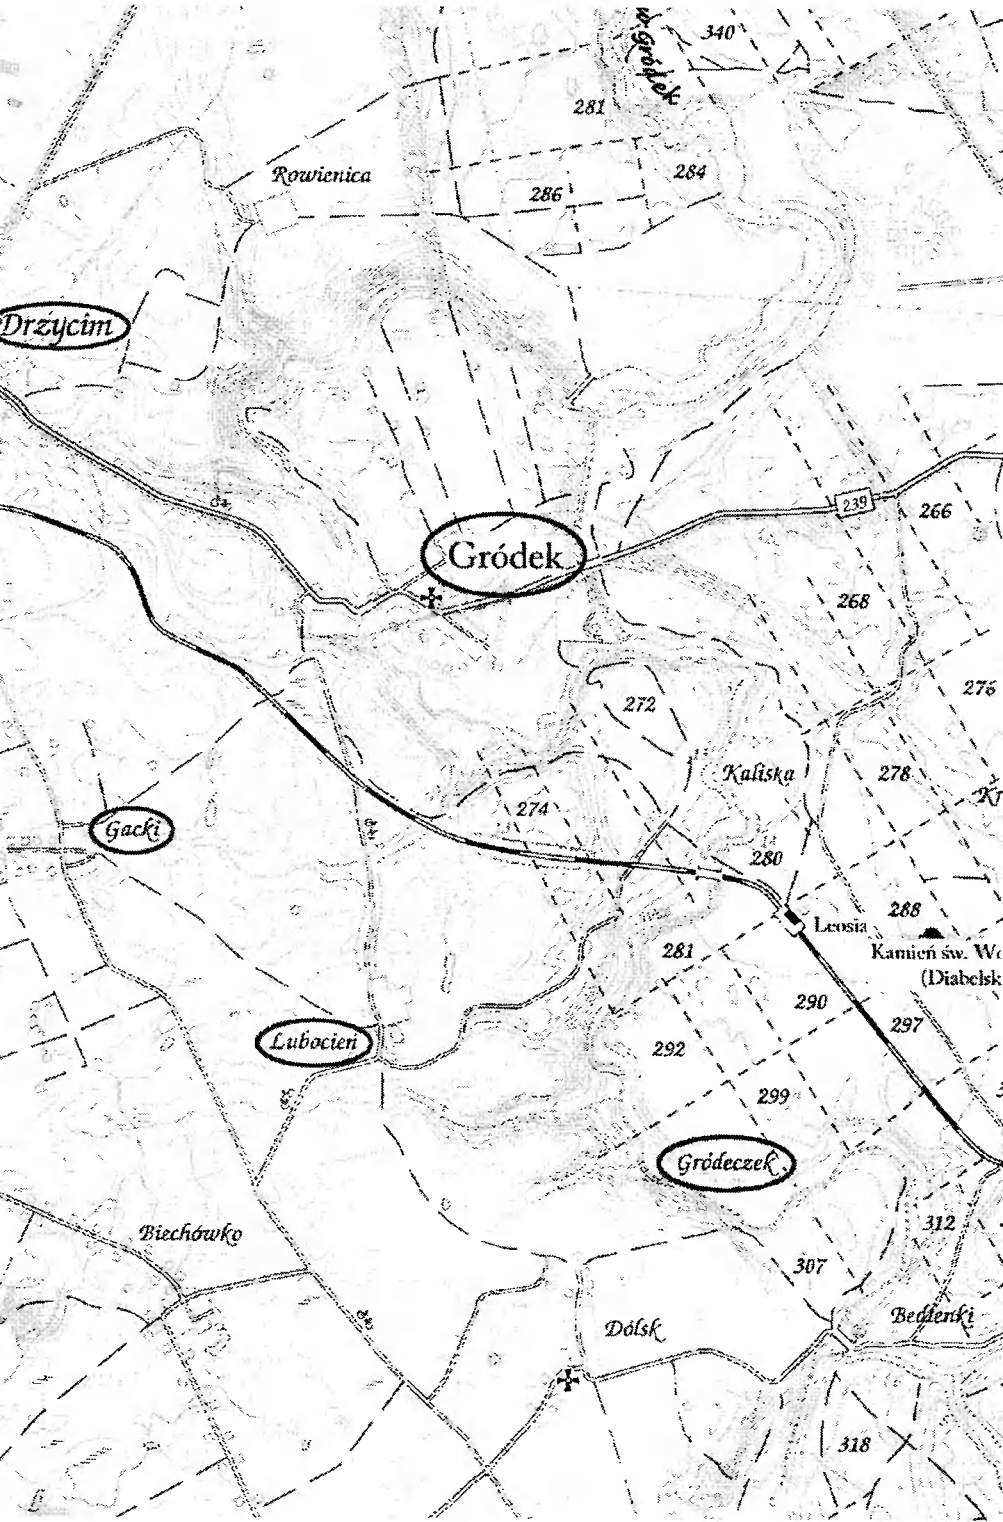 w. Gródek
340
281
Rowienica
284
286
Drzycim
239
266
Gródek
268
276
272
Kaliska
278
274
Gacki
280
288
Leosia
Kamień św. Wo
(Diabelsk
281
290
297
Lubocień
292
299
Gródeczek
312
Biechówko
307
Bedlenki
Dólsk
318